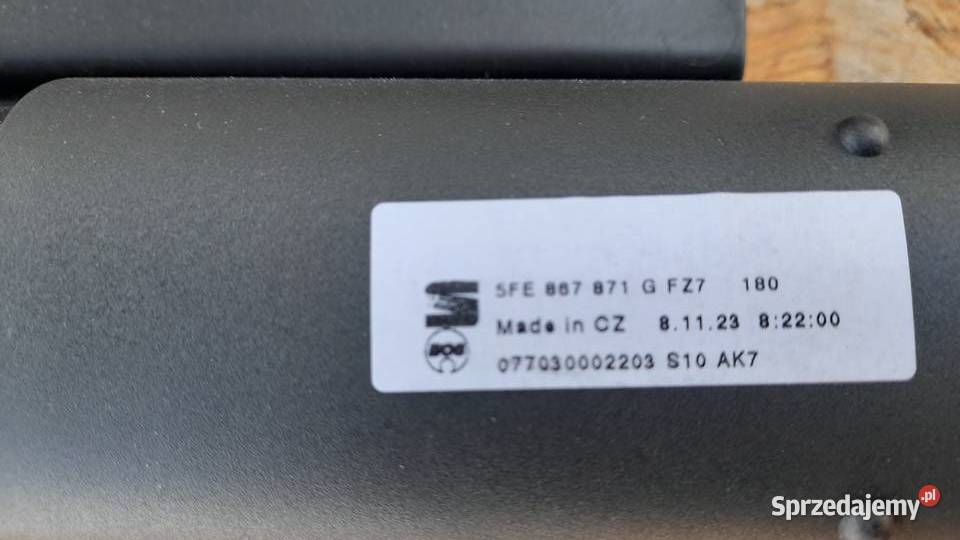 5FE 867 871 G FZ7 180
Made in CZ 8.11.23 8:22:00
BOS
077030002203 S10 AK7
Sprzedajemy.pl